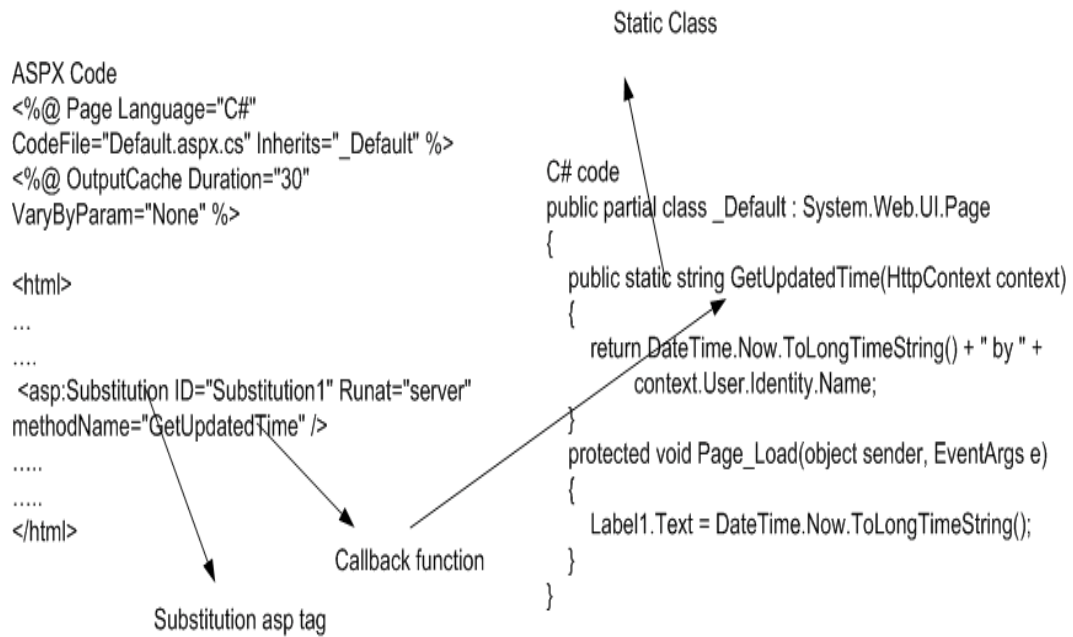 Static Class
ASPX Code
<%@ Page Language="C#"
CodeFile="Default.aspx.cs" Inherits="_Default" %>
<%@ OutputCache Duration="30"
VaryByParam="None" %>
<html>
...
....
<asp:Substitution ID="Substitution1" Runat="server"
methodName="GetUpdatedTime" />
.....
.....
</html>
Callback function
Substitution asp tag
C# code
public partial class _Default : System.Web.UI.Page
{
public static string GetUpdatedTime(HttpContext context)
{
return DateTime.Now.ToLongTimeString() + " by " +
context.User.Identity.Name;
}
protected void Page_Load(object sender, EventArgs e)
{
Label1.Text = DateTime.Now.ToLongTimeString();
}
}